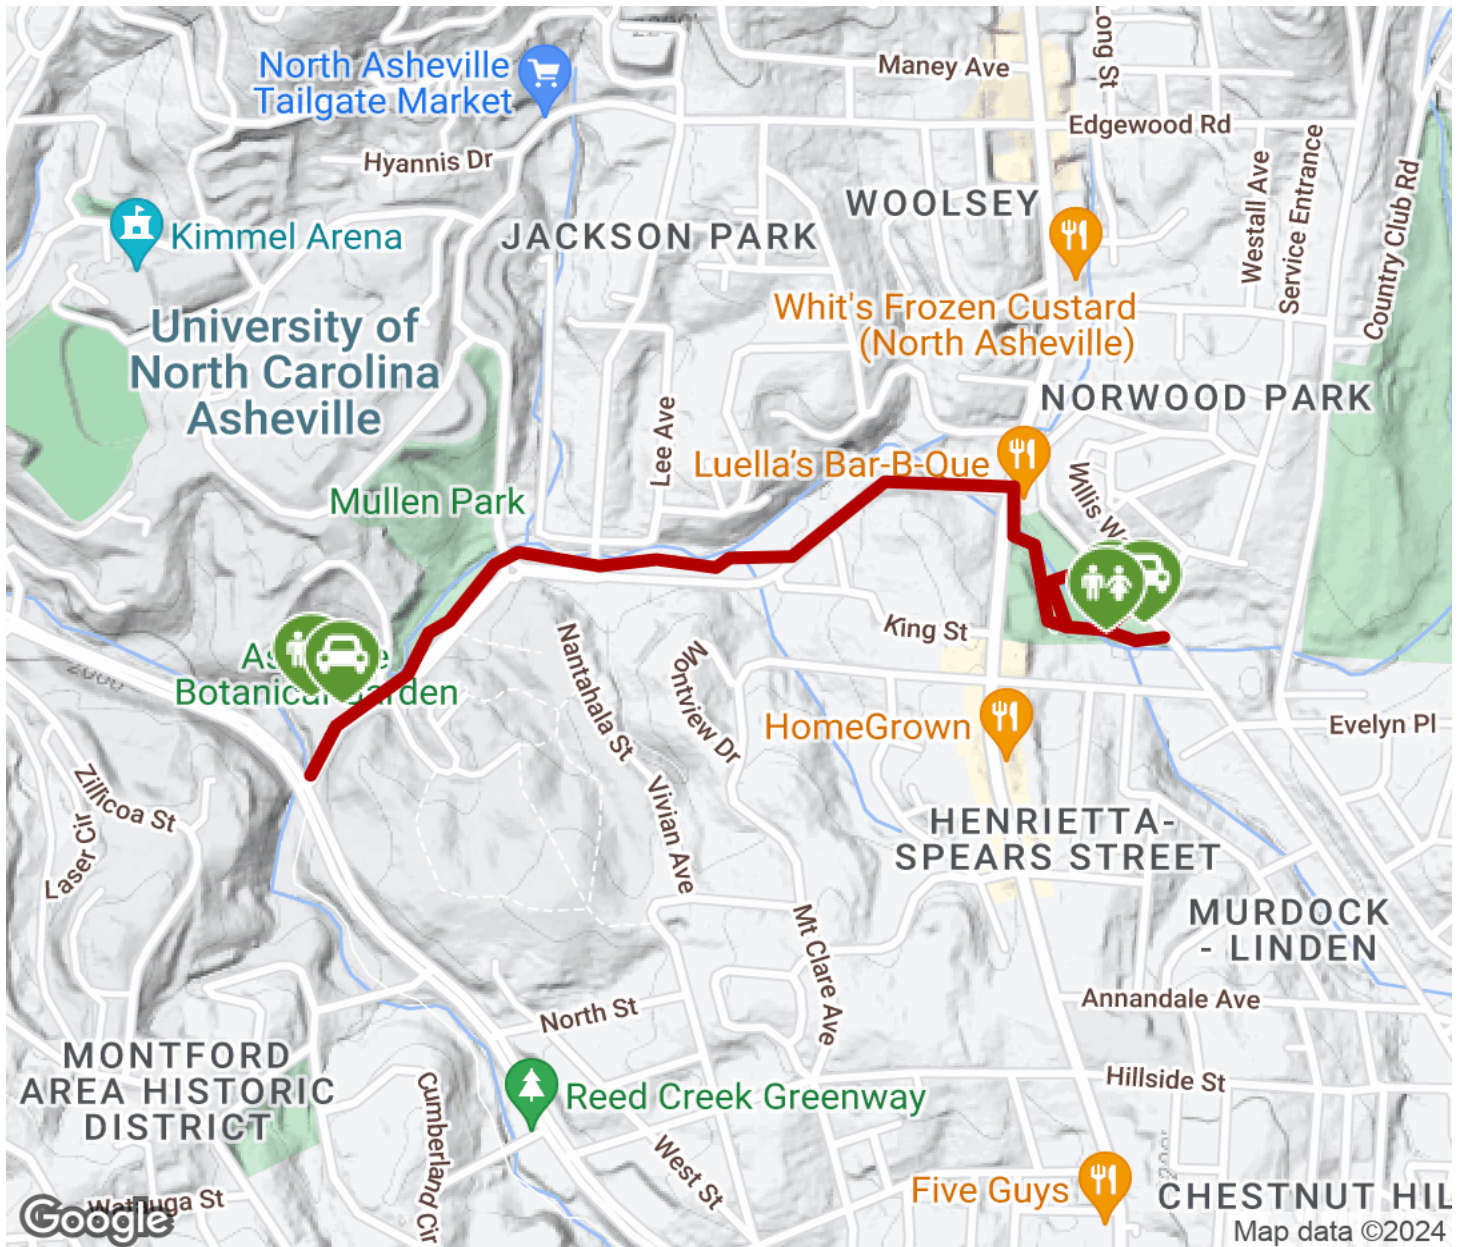 Maney Ave
Long St
North Asheville
Tailgate Market
Edgewood Rd
Hyannis Dr
Westall Ave
Service Entrance
Country Club Rd
WOOLSEY
Kimmel Arena
JACKSON PARK
Whit's Frozen Custard
(North Asheville)
University of
North Carolina
Asheville
NORWOOD PARK
Lee Ave
Luella's Bar-B-Que
Mullen Park
King St
Botanical Garden
Nantahala St
Montview Dr
HomeGrown
Evelyn Pl
Zillicoa St
Laser Cir
Vivian Ave
HENRIETTA-
SPEARS STREET
MURDOCK
- LINDEN
Mt Clare Ave
Annandale Ave
North St
MONTFORD
AREA HISTORIC
DISTRICT
Cumberland Cir
Reed Creek Greenway
Hillside St
West St
Five Guys
CHESTNUT HIL
Google
Map data ©2024